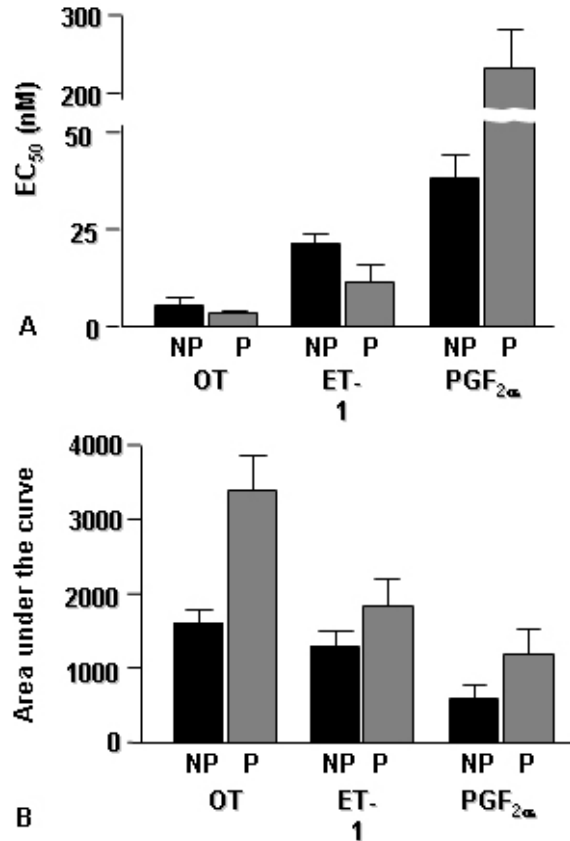 300
200
50
25
0
EC50 (nM)
A
NP P NP P NP P
OT ET- PGF2α
1
4000
3000
2000
1000
0
Area under the curve
NP P NP P NP P
OT ET- PGF2α
1
B